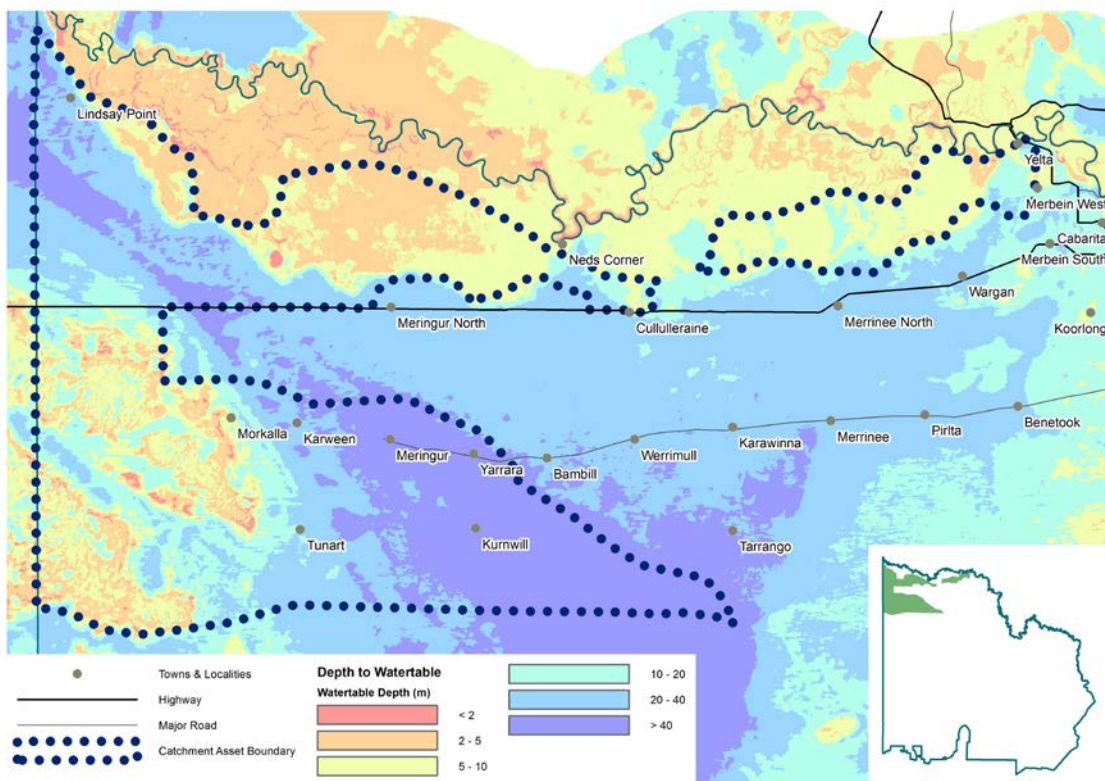 Lindsay Point
Yelta
Merbein West
Cabarita
Merbein South
Neds Corner
Wargan
Meringur North
Cullulleraine
Merrinee North
Koorlong
Morkalla
Karween
Meringur
Yarrara
Bambill
Werrimull
Karawinna
Merrinee
Pirlta
Benetook
Tunart
Kurnwill
Tarrango
Towns & Localities
Highway
Major Road
Catchment Asset Boundary
Depth to Watertable
Watertable Depth (m)
< 2
2 - 5
5 - 10
10 - 20
20 - 40
> 40